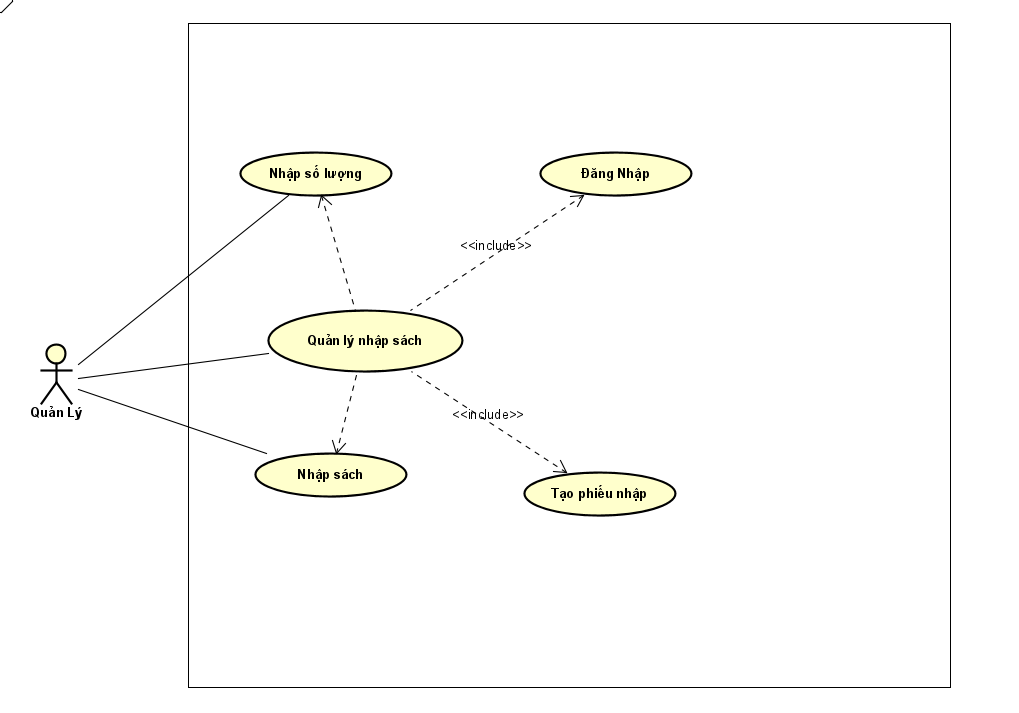 Nhập số lượng
Đăng Nhập
<<include>>
Quản lý nhập sách
Quản Lý
<<include>>
Nhập sách
Tạo phiếu nhập